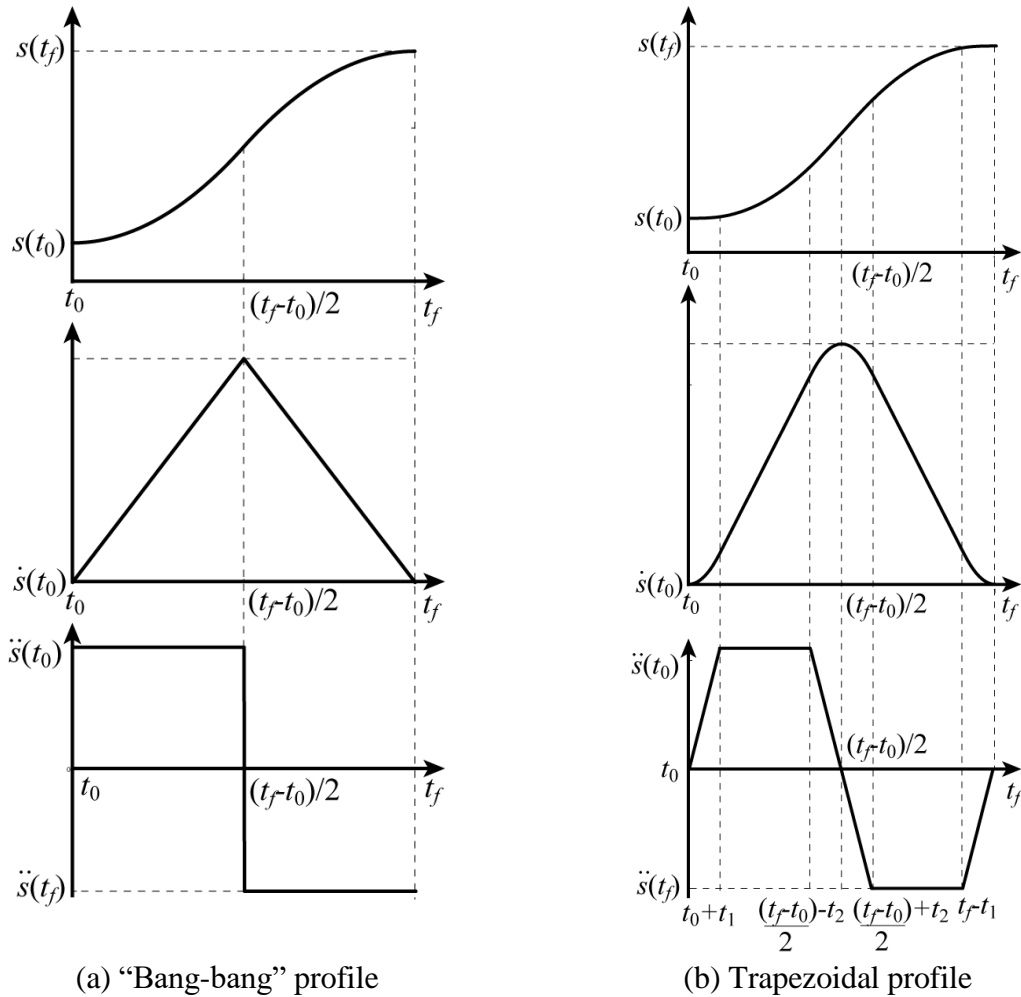 s(t_f)
s(t_0)
t_0
(t_f-t_0)/2
t_f
ṡ(t_0)
t_0
(t_f-t_0)/2
t_f
s̈(t_0)
t_0
(t_f-t_0)/2
t_f
s̈(t_f)
(a) “Bang-bang” profile
s(t_f)
s(t_0)
t_0
(t_f-t_0)/2
t_f
ṡ(t_0)
t_0
(t_f-t_0)/2
t_f
s̈(t_0)
(t_f-t_0)/2
t_0
t_f
s̈(t_f)
t_0+t_1
(t_f-t_0)/2-t_2
(t_f-t_0)/2+t_2
t_f-t_1
(b) Trapezoidal profile